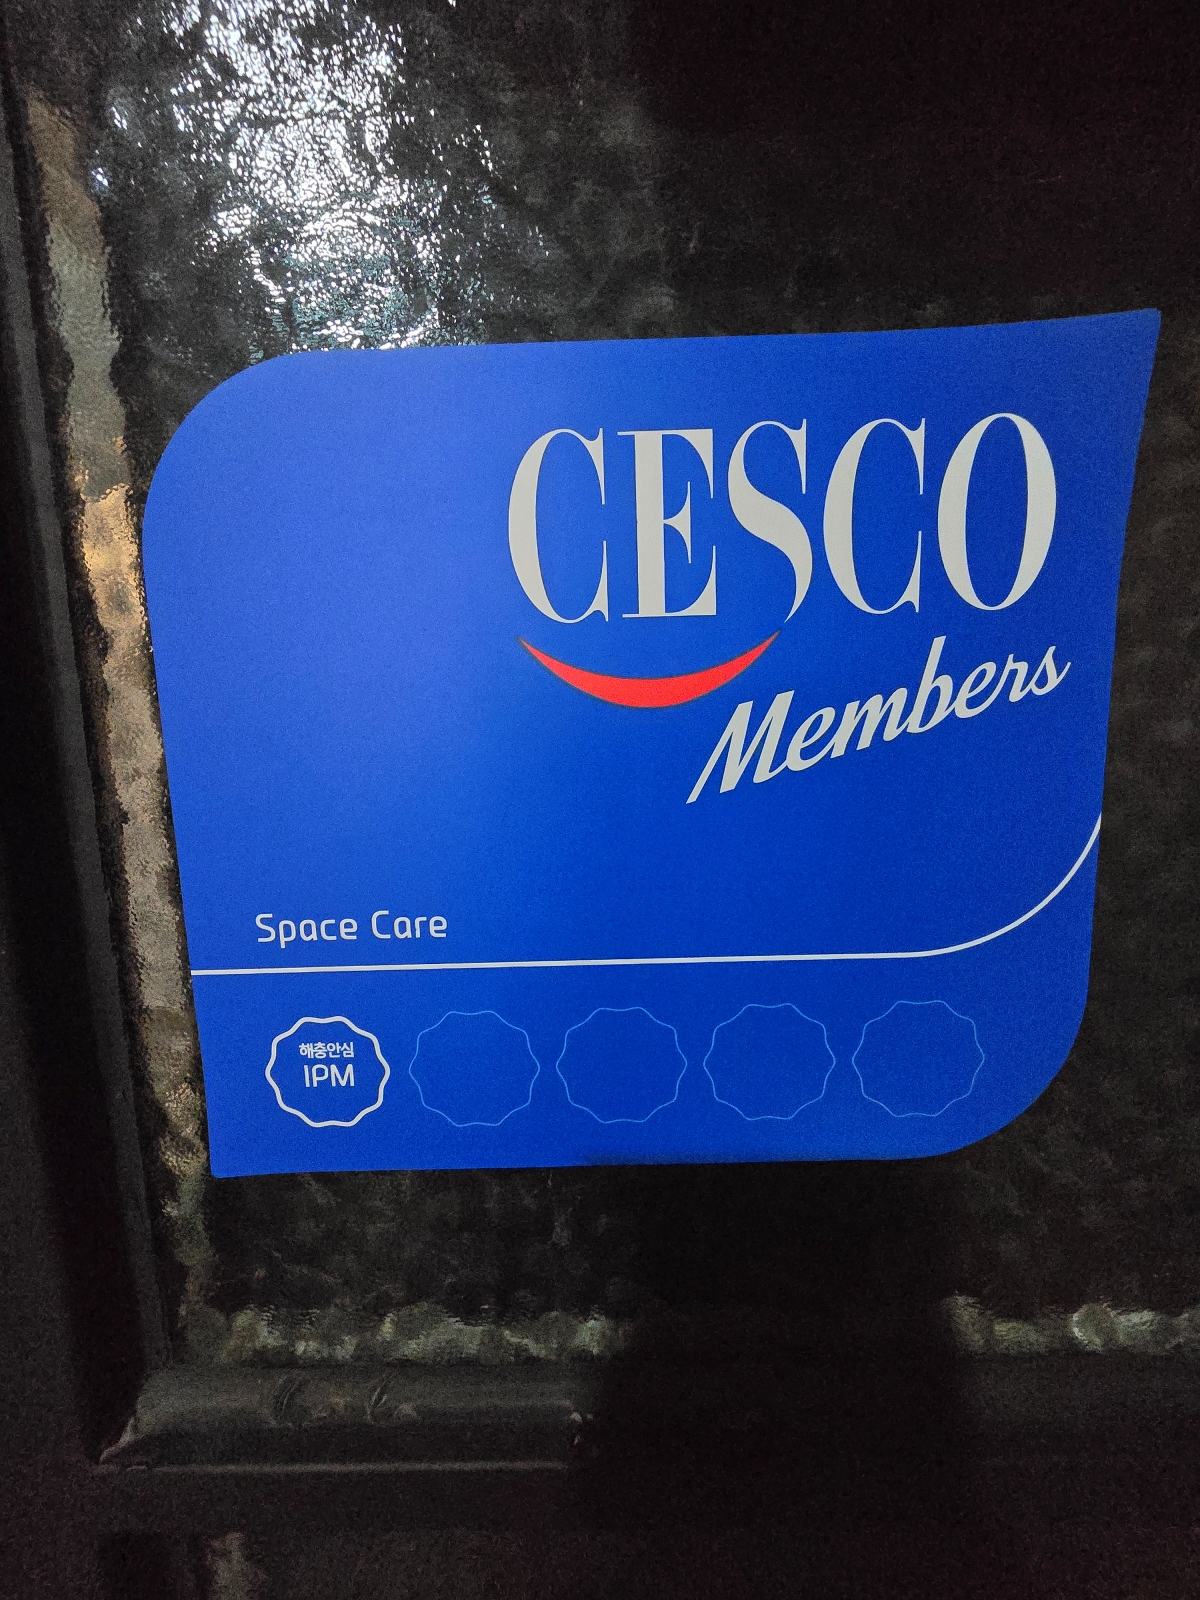 CESCO
Members
Space Care
해충안심
IPM